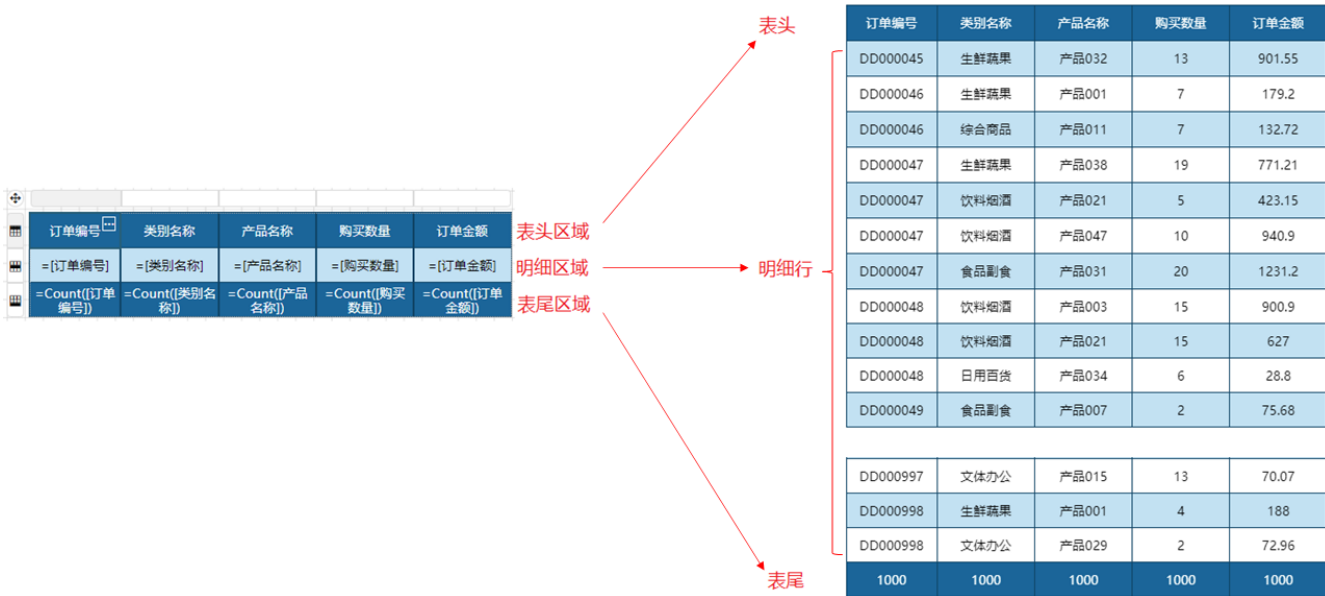 表头
订单编号 类别名称 产品名称 购买数量 订单金额
DD000045 生鲜蔬果 产品032 13 901.55
DD000046 生鲜蔬果 产品001 7 179.2
DD000046 综合商品 产品011 7 132.72
DD000047 生鲜蔬果 产品038 19 771.21
DD000047 饮料烟酒 产品021 5 423.15
DD000047 饮料烟酒 产品047 10 940.9
DD000047 食品副食 产品031 20 1231.2
DD000048 饮料烟酒 产品003 15 900.9
DD000048 饮料烟酒 产品021 15 627
DD000048 日用百货 产品034 6 28.8
DD000049 食品副食 产品007 2 75.68
DD000997 文体办公 产品015 13 70.07
DD000998 生鲜蔬果 产品001 4 188
DD000998 文体办公 产品029 2 72.96
1000 1000 1000 1000 1000
订单编号 类别名称 产品名称 购买数量 订单金额 表头区域
=[订单编号] =[类别名称] =[产品名称] =[购买数量] =[订单金额] 明细区域
明细行
=Count([订单 =Count([类别名 =Count([产品 =Count([购买 =Count([订单
编号]) 称]) 名称]) 数量]) 金额])
表尾区域
表尾